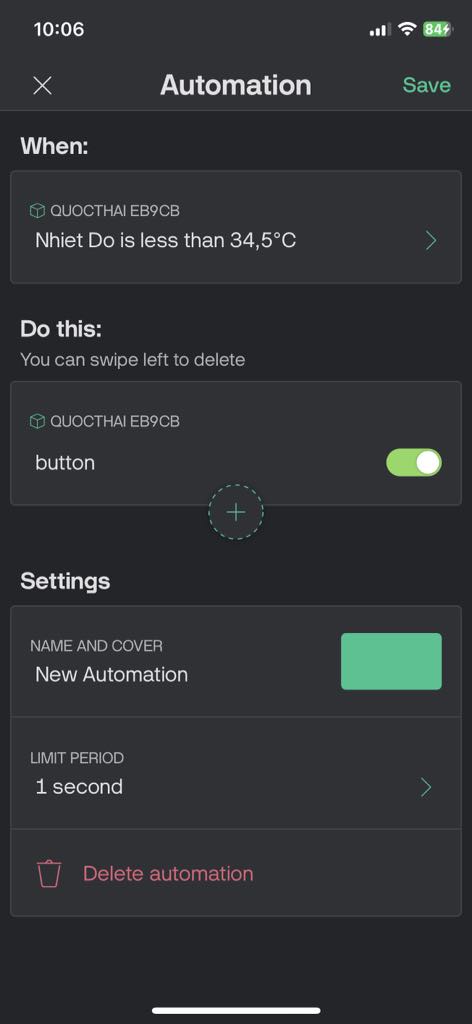 10:06
84
Automation
Save
When:
QUOCTHAI EB9CB
Nhiet Do is less than 34,5°C
Do this:
You can swipe left to delete
QUOCTHAI EB9CB
button
Settings
NAME AND COVER
New Automation
LIMIT PERIOD
1 second
Delete automation